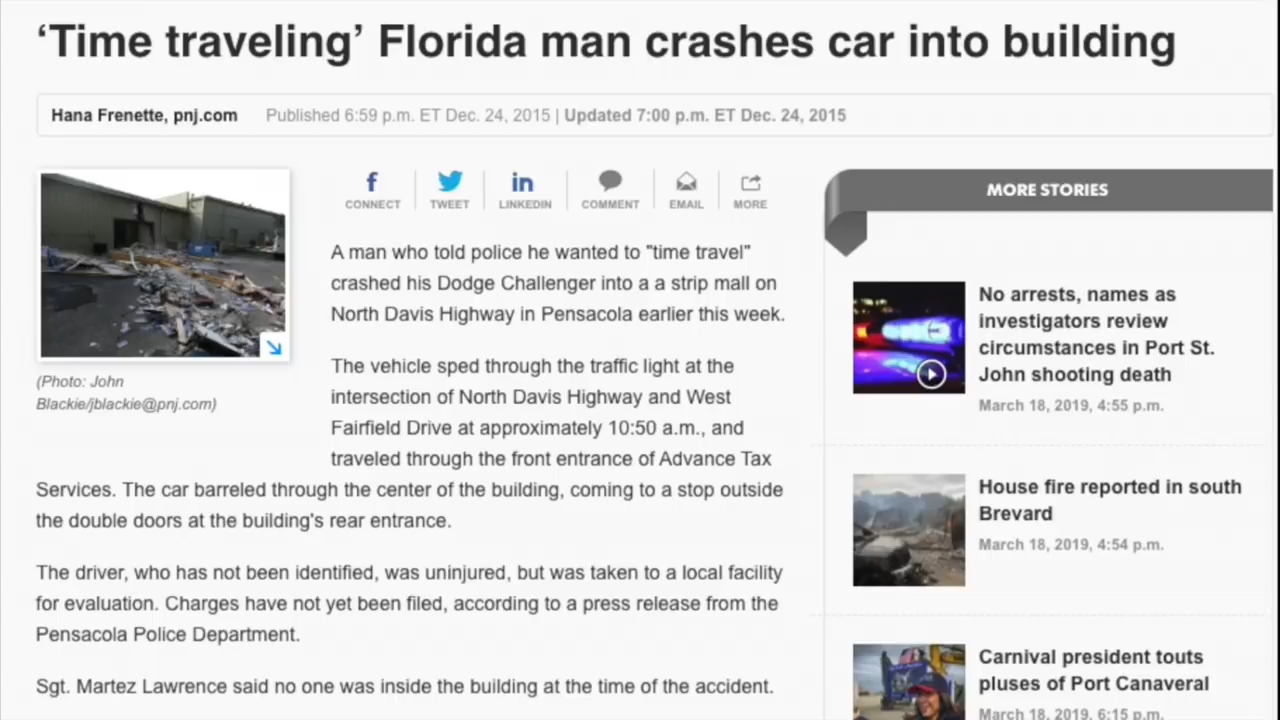 ‘Time traveling’ Florida man crashes car into building
Hana Frenette, pnj.com Published 6:59 p.m. ET Dec. 24, 2015 | Updated 7:00 p.m. ET Dec. 24, 2015
(Photo: John
Blackie/jblackie@pnj.com)
f
CONNECT
TWEET
in
LINKEDIN
COMMENT
EMAIL
MORE
A man who told police he wanted to "time travel"
crashed his Dodge Challenger into a a strip mall on
North Davis Highway in Pensacola earlier this week.
The vehicle sped through the traffic light at the
intersection of North Davis Highway and West
Fairfield Drive at approximately 10:50 a.m., and
traveled through the front entrance of Advance Tax
Services. The car barreled through the center of the building, coming to a stop outside
the double doors at the building's rear entrance.
The driver, who has not been identified, was uninjured, but was taken to a local facility
for evaluation. Charges have not yet been filed, according to a press release from the
Pensacola Police Department.
Sgt. Martez Lawrence said no one was inside the building at the time of the accident.
MORE STORIES
No arrests, names as
investigators review
circumstances in Port St.
John shooting death
March 18, 2019, 4:55 p.m.
House fire reported in south
Brevard
March 18, 2019, 4:54 p.m.
Carnival president touts
pluses of Port Canaveral
March 18, 2019, 6:15 p.m.